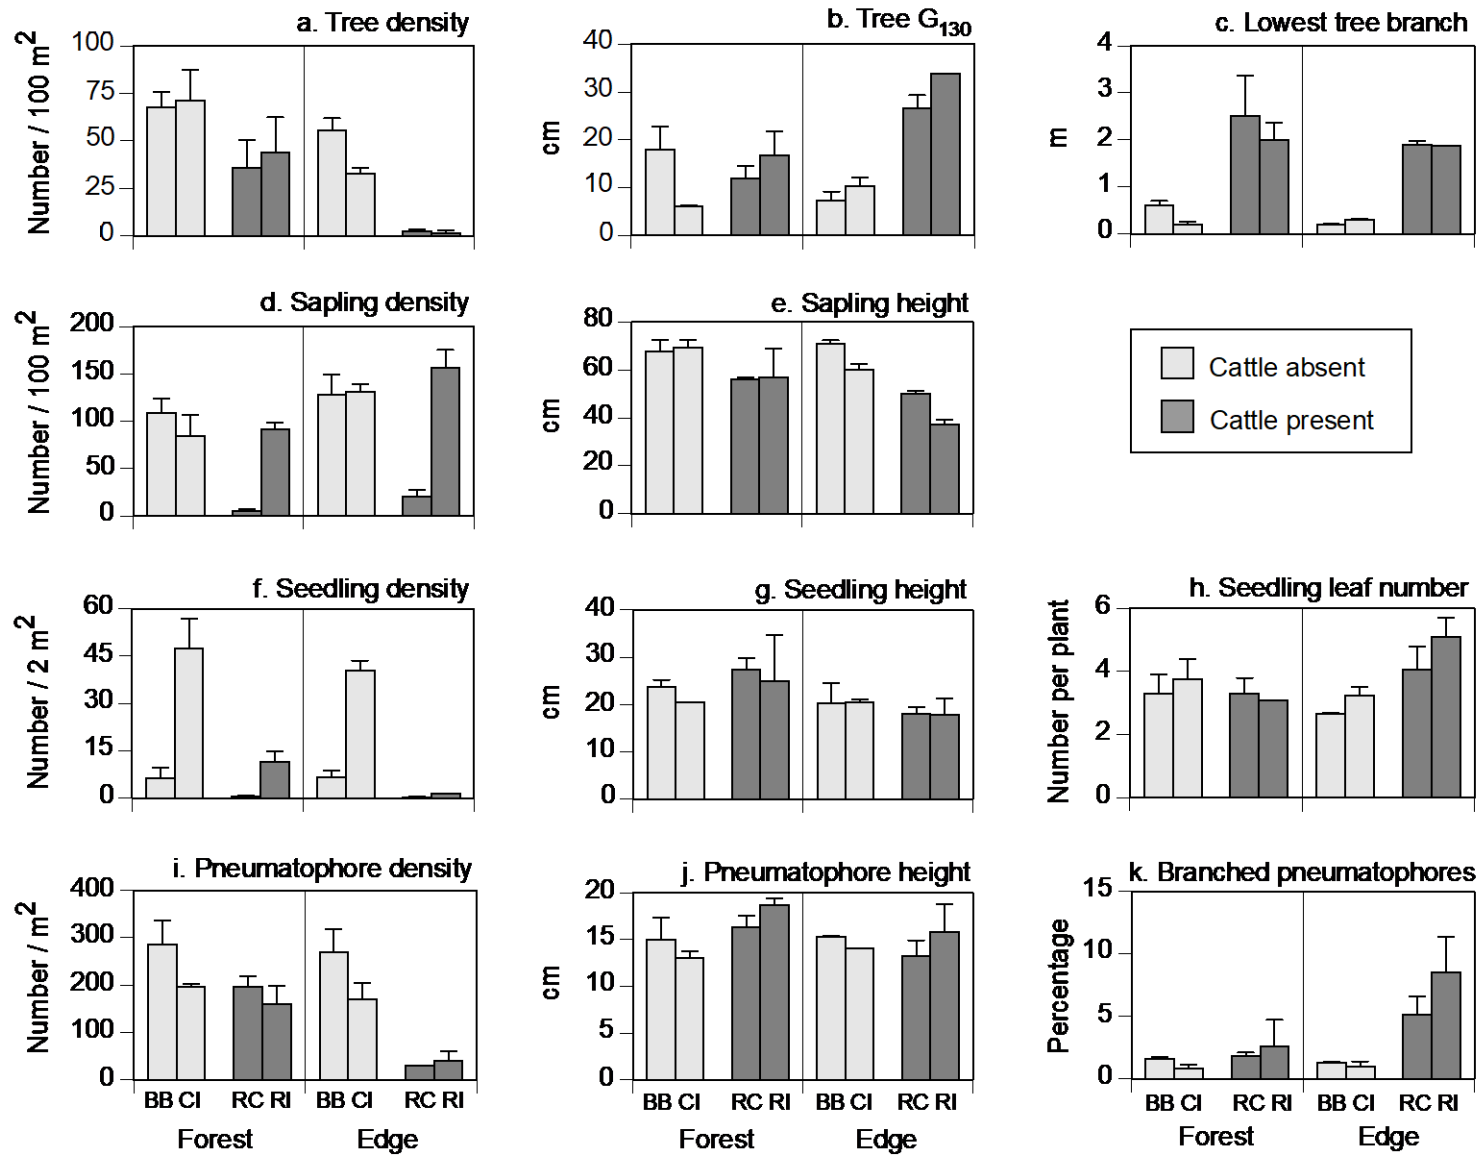 a. Tree density
Number / 100 m²
100
75
50
25
0
b. Tree G₁₃₀
cm
40
30
20
10
0
c. Lowest tree branch
m
4
3
2
1
0
d. Sapling density
Number / 100 m²
200
150
100
50
0
e. Sapling height
cm
80
60
40
20
0
Cattle absent
Cattle present
f. Seedling density
Number / 2 m²
60
45
30
15
0
g. Seedling height
cm
40
30
20
10
0
h. Seedling leaf number
Number per plant
6
4
2
0
i. Pneumatophore density
Number / m²
400
300
200
100
0
BB CI RC RI BB CI RC RI
Forest Edge
j. Pneumatophore height
cm
20
15
10
5
0
BB CI RC RI BB CI RC RI
Forest Edge
k. Branched pneumatophores
Percentage
15
10
5
0
BB CI RC RI BB CI RC RI
Forest Edge